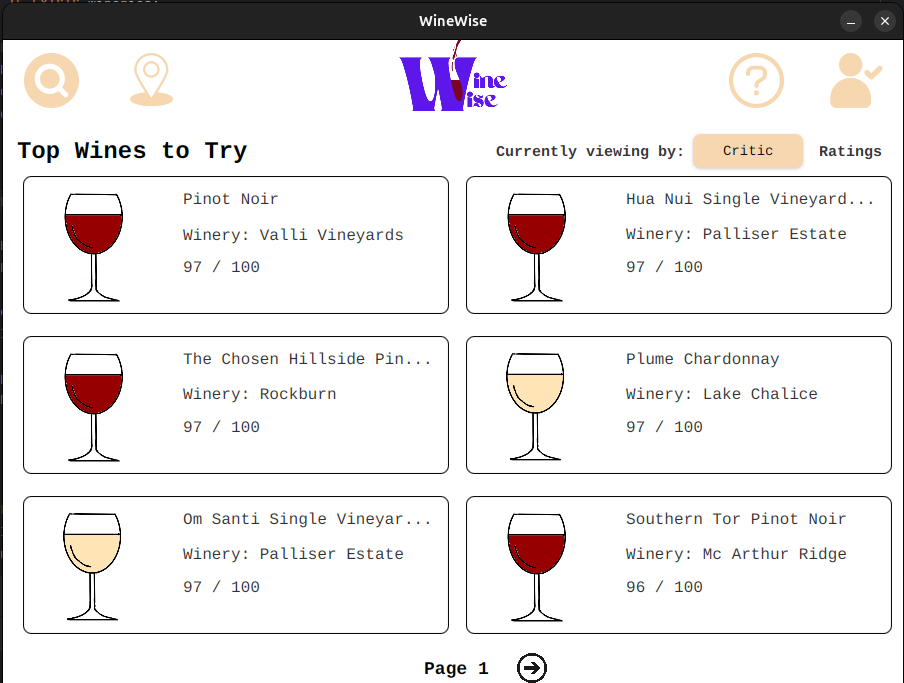 WineWise
Wine
Wise
?
Top Wines to Try
Currently viewing by: Critic Ratings
Pinot Noir
Winery: Valli Vineyards
97 / 100
Hua Nui Single Vineyard...
Winery: Palliser Estate
97 / 100
The Chosen Hillside Pin...
Winery: Rockburn
97 / 100
Plume Chardonnay
Winery: Lake Chalice
97 / 100
Om Santi Single Vineyar...
Winery: Palliser Estate
97 / 100
Southern Tor Pinot Noir
Winery: Mc Arthur Ridge
96 / 100
Page 1